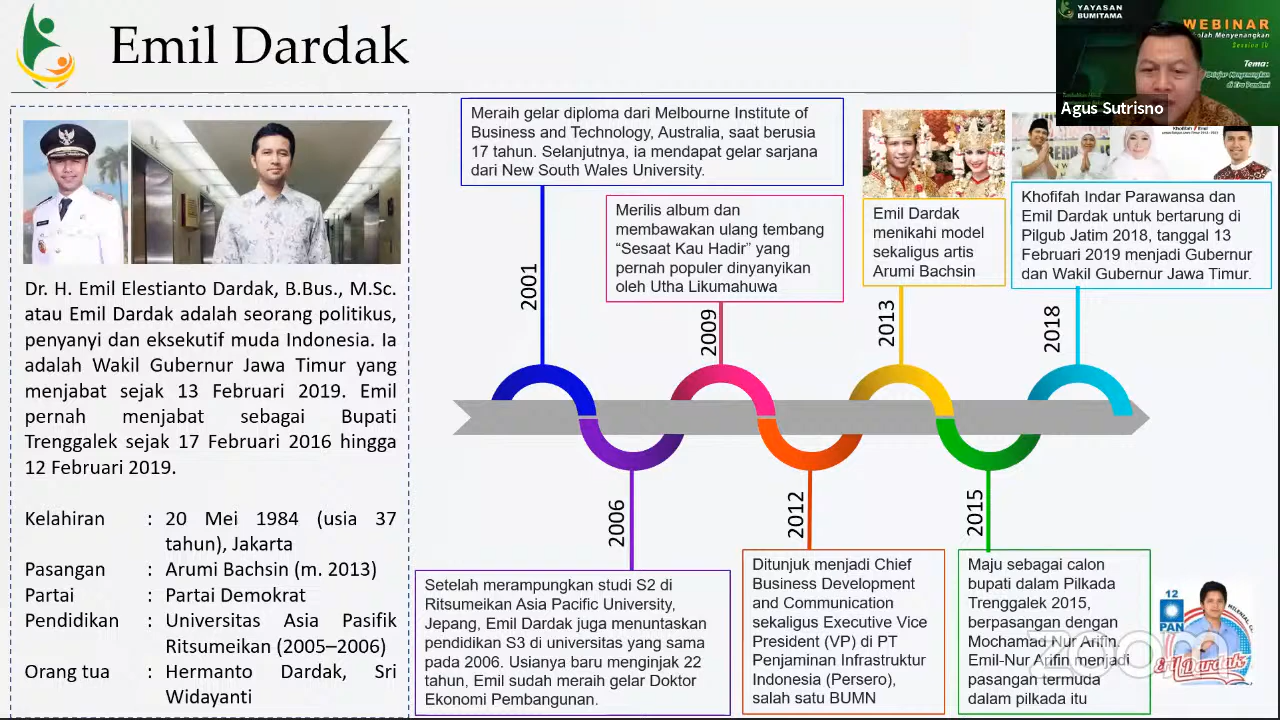 Emil Dardak
YAYASAN
BUMITAMA
WEBINAR
Session IV
Tema:
Agus Sutrisno
Dr. H. Emil Elestianto Dardak, B.Bus., M.Sc.
atau Emil Dardak adalah seorang politikus,
penyanyi dan eksekutif muda Indonesia. Ia
adalah Wakil Gubernur Jawa Timur yang
menjabat sejak 13 Februari 2019. Emil
pernah menjabat sebagai Bupati
Trenggalek sejak 17 Februari 2016 hingga
12 Februari 2019.
Kelahiran : 20 Mei 1984 (usia 37
tahun), Jakarta
Pasangan : Arumi Bachsin (m. 2013)
Partai : Partai Demokrat
Pendidikan : Universitas Asia Pasifik
Ritsumeikan (2005–2006)
Orang tua : Hermanto Dardak, Sri
Widayanti
Meraih gelar diploma dari Melbourne Institute of
Business and Technology, Australia, saat berusia
17 tahun. Selanjutnya, ia mendapat gelar sarjana
dari New South Wales University.
2001
Setelah merampungkan studi S2 di
Ritsumeikan Asia Pacific University,
Jepang, Emil Dardak juga menuntaskan
pendidikan S3 di universitas yang sama
pada 2006. Usianya baru menginjak 22
tahun, Emil sudah meraih gelar Doktor
Ekonomi Pembangunan.
2006
Merilis album dan
membawakan ulang tembang
“Sesaat Kau Hadir” yang
pernah populer dinyanyikan
oleh Utha Likumahuwa
2009
Ditunjuk menjadi Chief
Business Development
and Communication
sekaligus Executive Vice
President (VP) di PT
Penjaminan Infrastruktur
Indonesia (Persero),
salah satu BUMN
2012
Emil Dardak
menikahi model
sekaligus artis
Arumi Bachsin
2013
Maju sebagai calon
bupati dalam Pilkada
Trenggalek 2015,
berpasangan dengan
Mochamad Nur Arifin.
Emil-Nur Arifin menjadi
pasangan termuda
dalam pilkada itu
2015
Khofifah Indar Parawansa dan
Emil Dardak untuk bertarung di
Pilgub Jatim 2018, tanggal 13
Februari 2019 menjadi Gubernur
dan Wakil Gubernur Jawa Timur.
2018
12
PAN
zoom